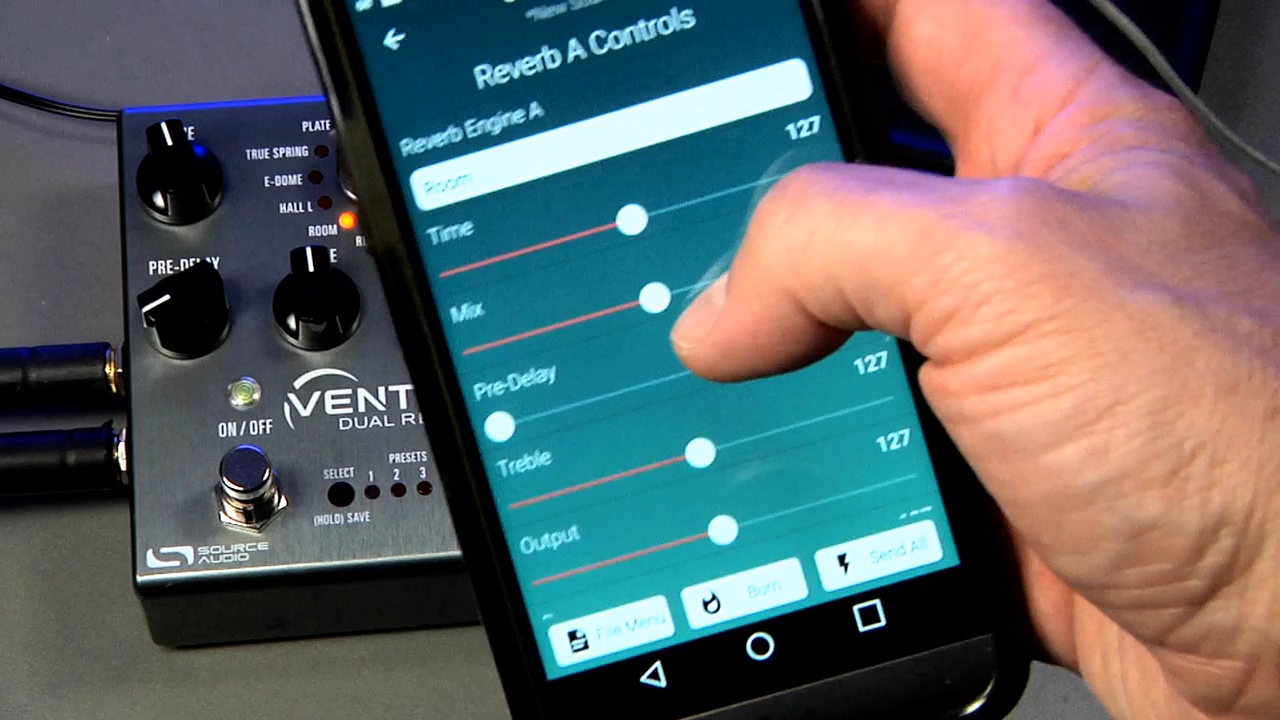 PLATE
TRUE SPRING
E-DOME
HALL L
ROOM
PRE-DELAY
VENT
DUAL RE
ON / OFF
PRESETS
SELECT 1 2 3
(HOLD) SAVE
SOURCE
AUDIO
*New
Reverb A Controls
Reverb Engine A
Room
127
Time
Mix
Pre-Delay
127
Treble
127
Output
File Menu
Burn
Send All